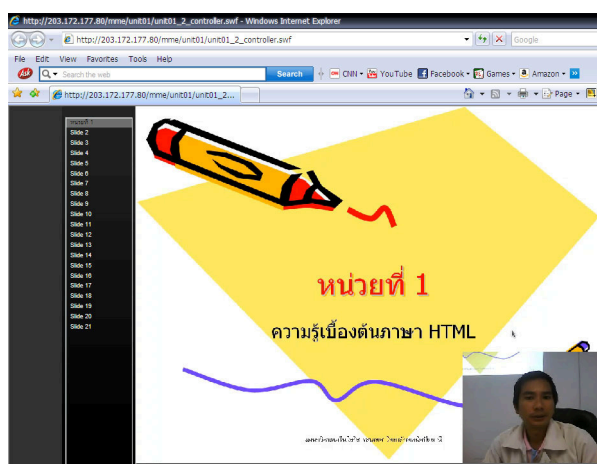 http://203.172.177.80/mme/unit01/unit01_2_controller.swf - Windows Internet Explorer
http://203.172.177.80/mme/unit01/unit01_2_controller.swf
Google
File Edit View Favorites Tools Help
Ask Search the web Search CNN YouTube Facebook Games Amazon
http://203.172.177.80/mme/unit01/unit01_2... Page
หน่วยที่ 1
Slide 2
Slide 3
Slide 4
Slide 5
Slide 6
Slide 7
Slide 8
Slide 9
Slide 10
Slide 11
Slide 12
Slide 13
Slide 14
Slide 15
Slide 16
Slide 17
Slide 18
Slide 19
Slide 20
Slide 21
หน่วยที่ 1
ความรู้เบื้องต้นภาษา HTML